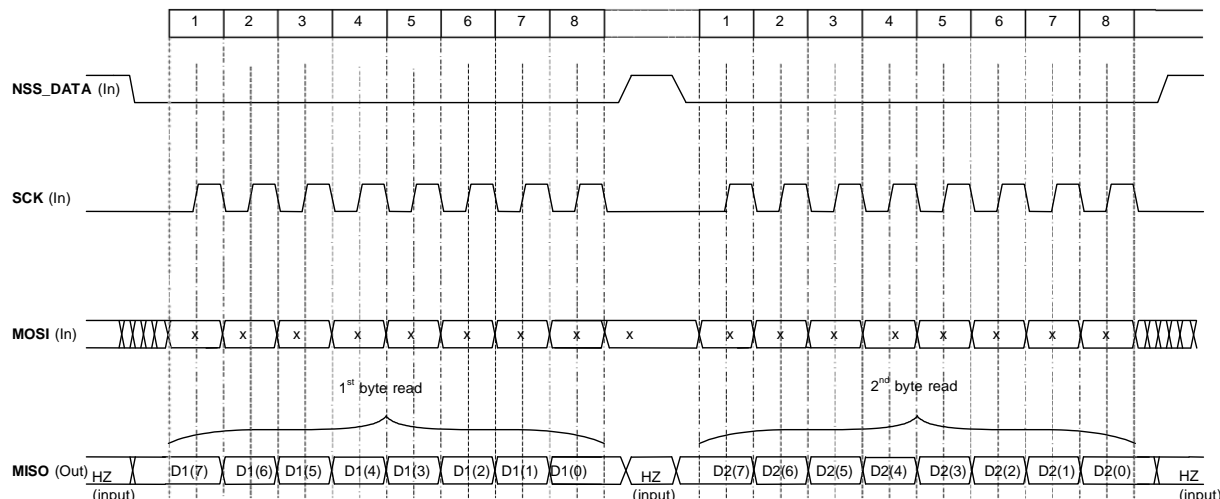 1 2 3 4 5 6 7 8 1 2 3 4 5 6 7 8
NSS_DATA (In)
SCK (In)
MOSI (In) x x x x x x x x x x x x x x x x x
1st byte read 2nd byte read
MISO (Out) HZ D1(7) D1(6) D1(5) D1(4) D1(3) D1(2) D1(1) D1(0) HZ D2(7) D2(6) D2(5) D2(4) D2(3) D2(2) D2(1) D2(0) HZ
(input) (input) (input)